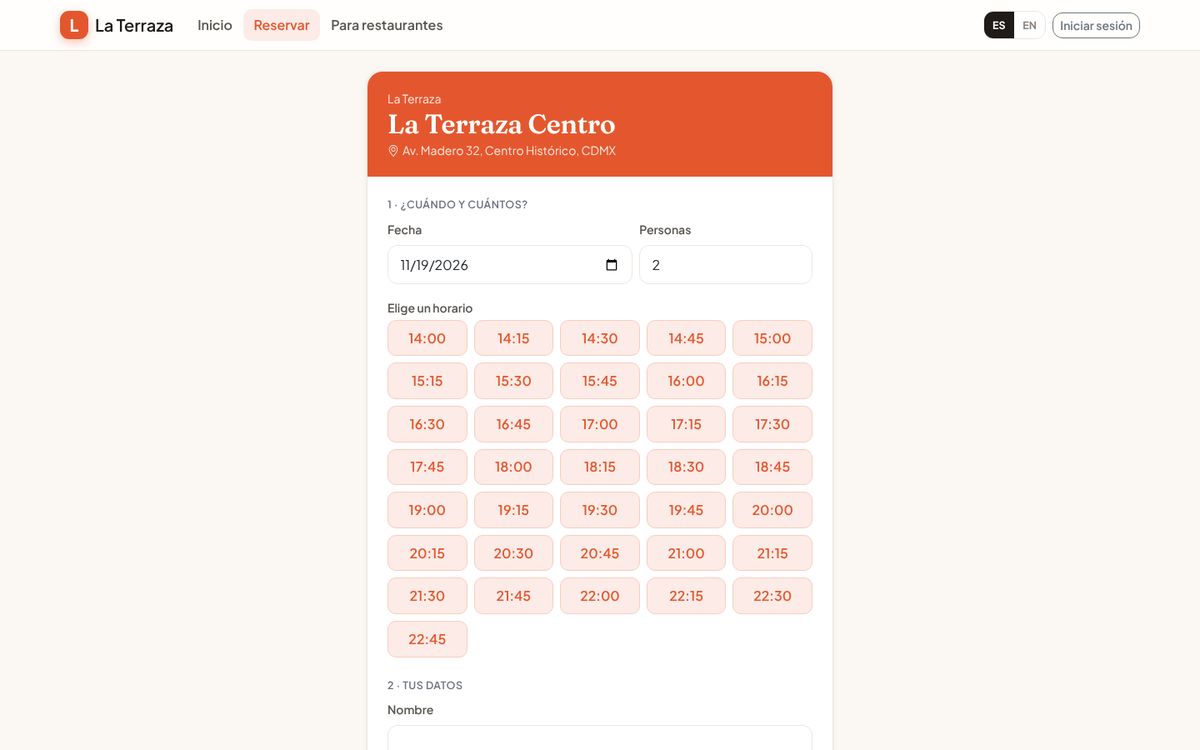 L La Terraza Inicio Reservar Para restaurantes ES EN Iniciar sesión
La Terraza
La Terraza Centro
Av. Madero 32, Centro Histórico, CDMX
1 · ¿CUÁNDO Y CUÁNTOS?
Fecha Personas
11/19/2026 2
Elige un horario
14:00 14:15 14:30 14:45 15:00
15:15 15:30 15:45 16:00 16:15
16:30 16:45 17:00 17:15 17:30
17:45 18:00 18:15 18:30 18:45
19:00 19:15 19:30 19:45 20:00
20:15 20:30 20:45 21:00 21:15
21:30 21:45 22:00 22:15 22:30
22:45
2 · TUS DATOS
Nombre